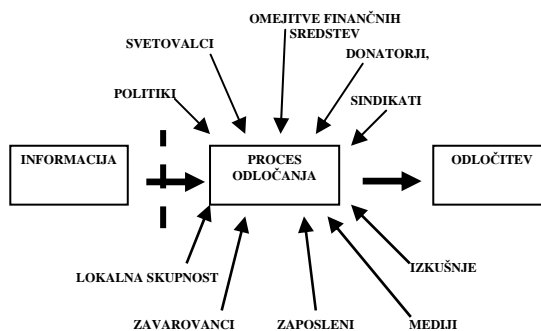 OMEJITVE FINANČNIH
SREDSTEV
SVETOVALCI
DONATORJI,
POLITIKI
SINDIKATI
INFORMACIJA
PROCES
ODLOČANJA
ODLOČITEV
LOKALNA SKUPNOST
IZKUŠNJE
ZAVAROVANCI
ZAPOSLENI
MEDIJI